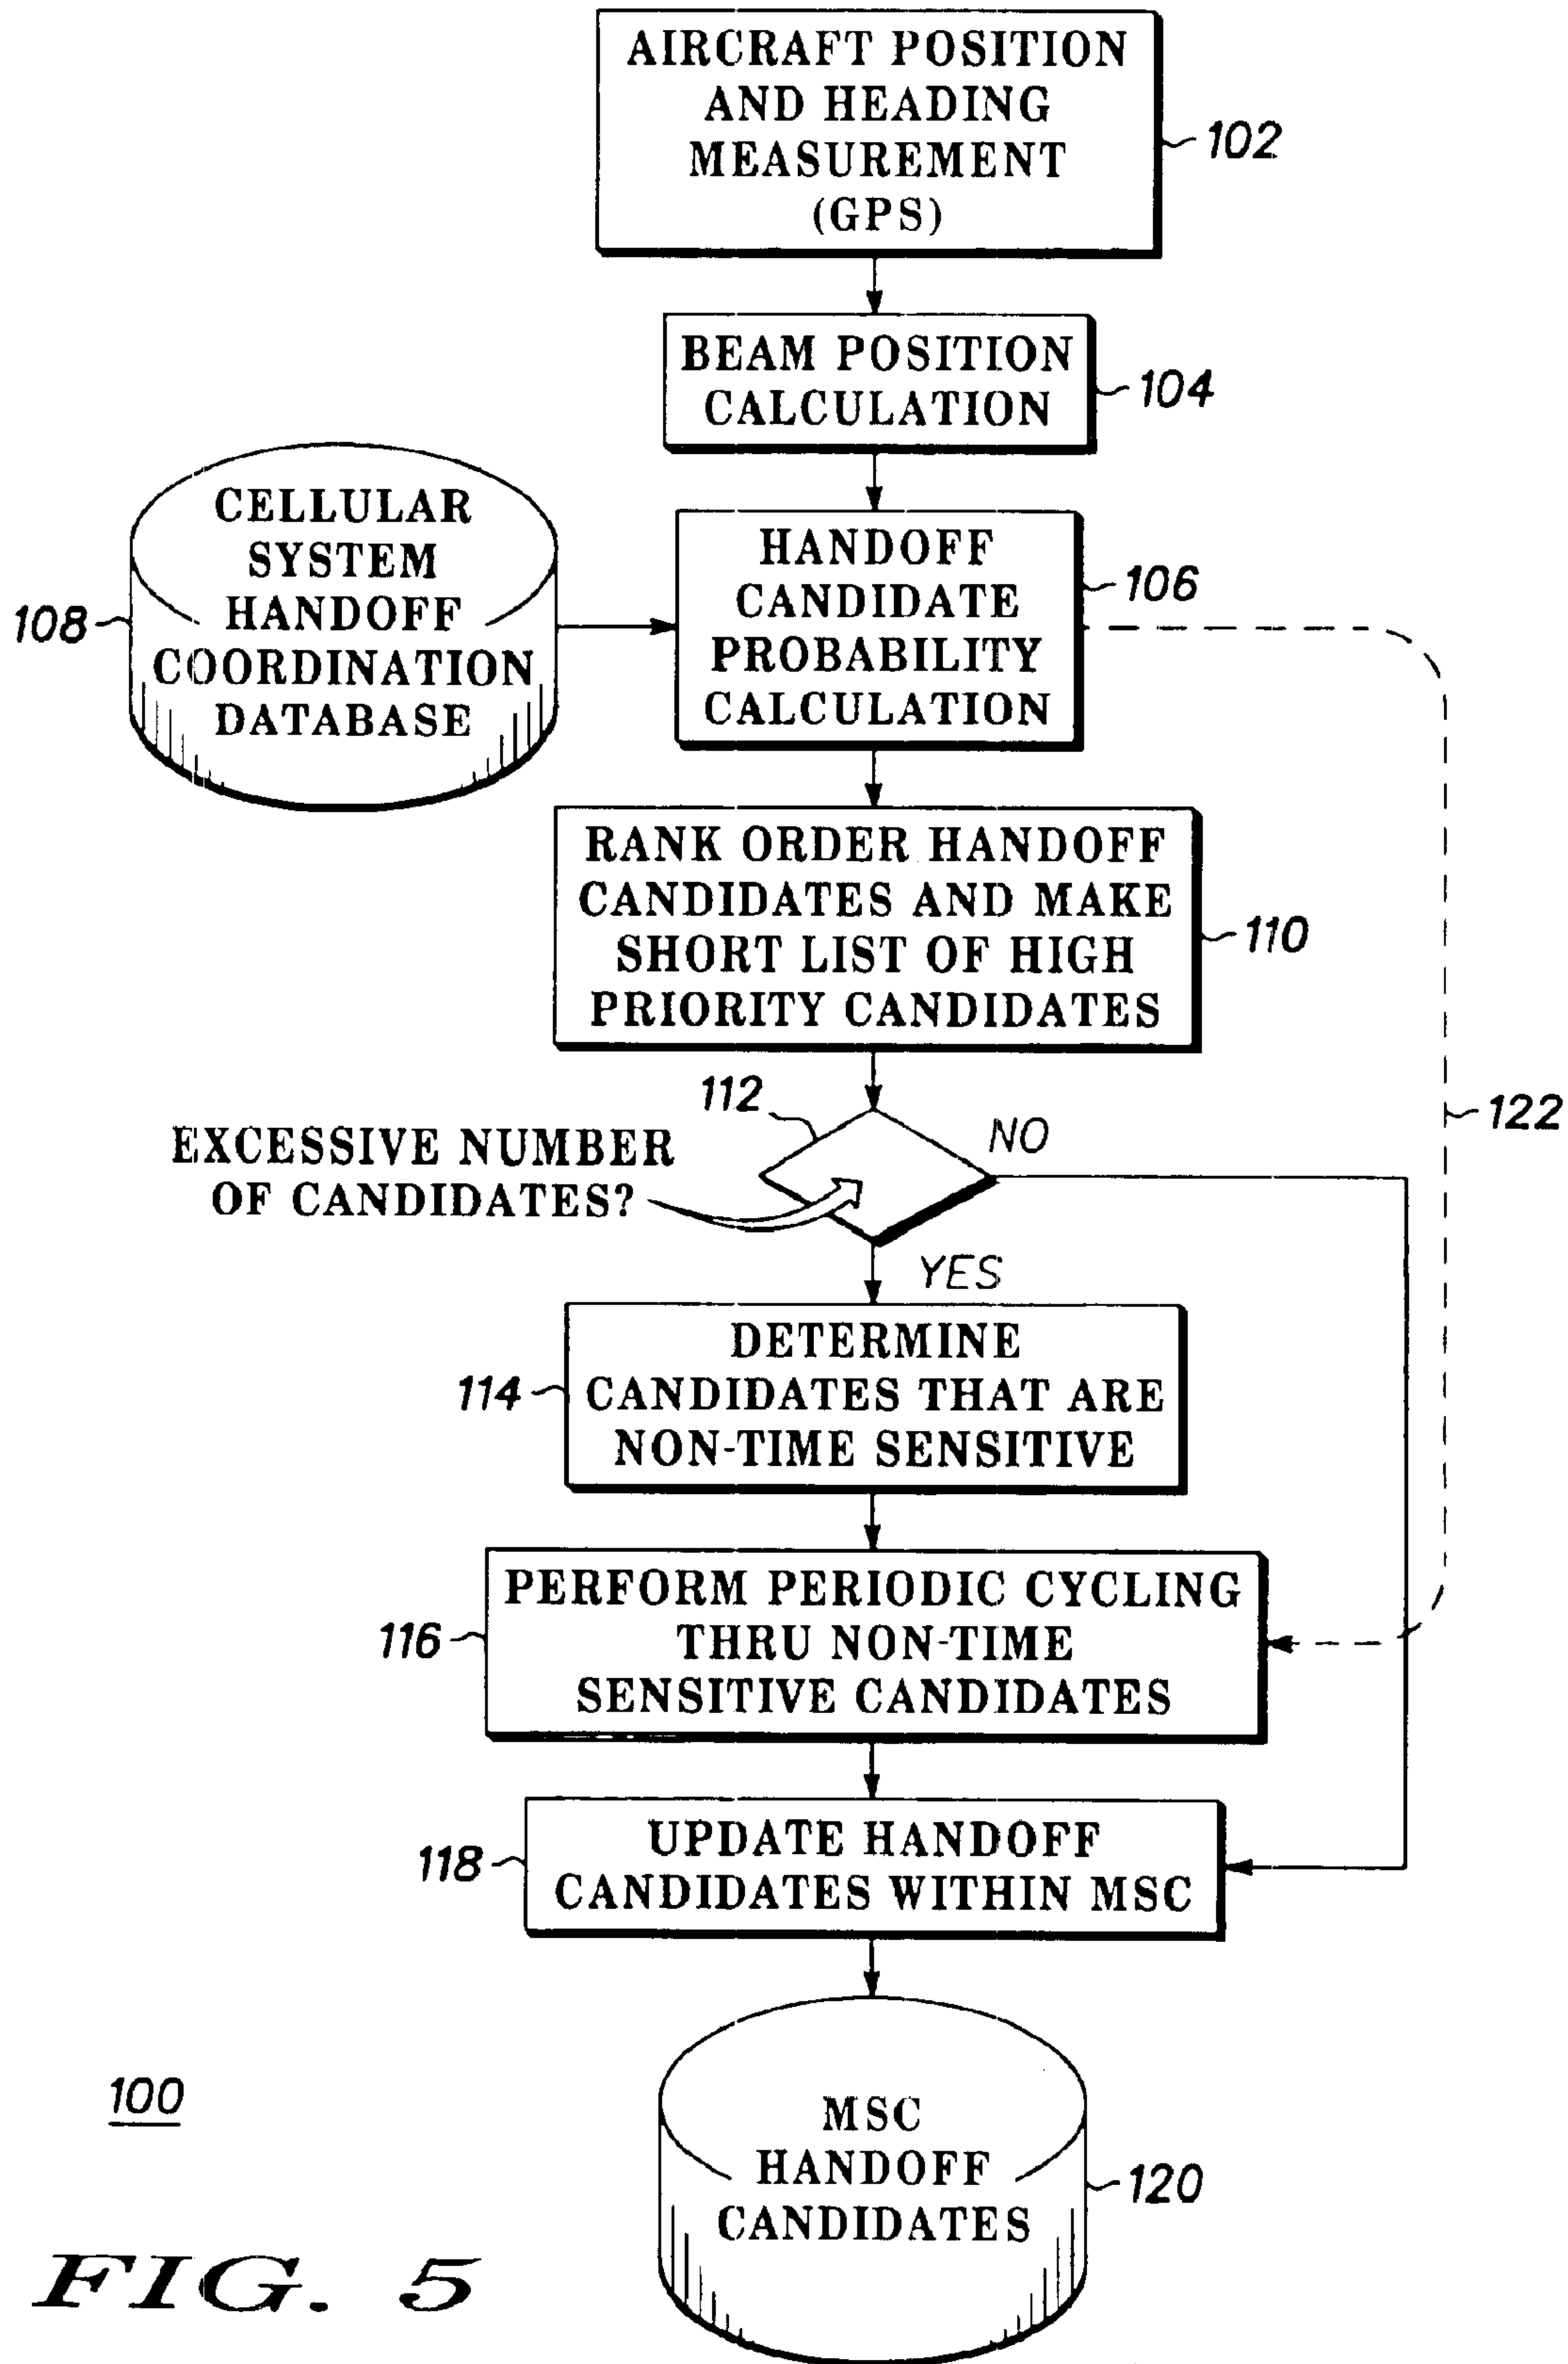 AIRCRAFT POSITION
AND HEADING
MEASUREMENT
(GPS)
102
BEAM POSITION
CALCULATION
104
CELLULAR
SYSTEM
HANDOFF
COORDINATION
DATABASE
108
HANDOFF
CANDIDATE
PROBABILITY
CALCULATION
106
RANK ORDER HANDOFF
CANDIDATES AND MAKE
SHORT LIST OF HIGH
PRIORITY CANDIDATES
110
112
EXCESSIVE NUMBER
OF CANDIDATES?
NO
122
YES
DETERMINE
CANDIDATES THAT ARE
NON-TIME SENSITIVE
114
PERFORM PERIODIC CYCLING
THRU NON-TIME
SENSITIVE CANDIDATES
116
UPDATE HANDOFF
CANDIDATES WITHIN MSC
118
MSC
HANDOFF
CANDIDATES
120
100
FIG. 5